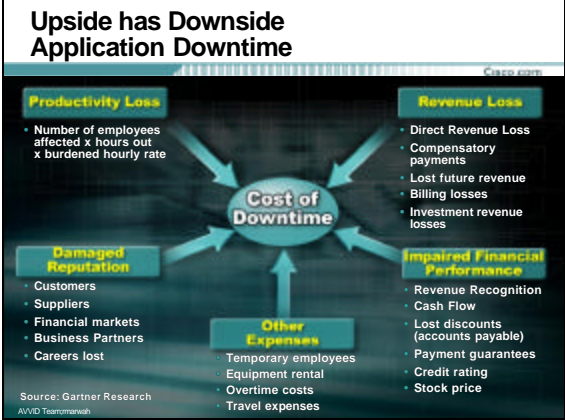 Upside has Downside
Application Downtime
Cisco.com
Productivity Loss
• Number of employees
affected x hours out
x burdened hourly rate
Revenue Loss
• Direct Revenue Loss
• Compensatory
payments
• Lost future revenue
• Billing losses
• Investment revenue
losses
Cost of
Downtime
Damaged
Reputation
• Customers
• Suppliers
• Financial markets
• Business Partners
• Careers lost
Other
Expenses
• Temporary employees
• Equipment rental
• Overtime costs
• Travel expenses
Impaired Financial
Performance
• Revenue Recognition
• Cash Flow
• Lost discounts
(accounts payable)
• Payment guarantees
• Credit rating
• Stock price
Source: Gartner Research
AVVID Team;rmarwah